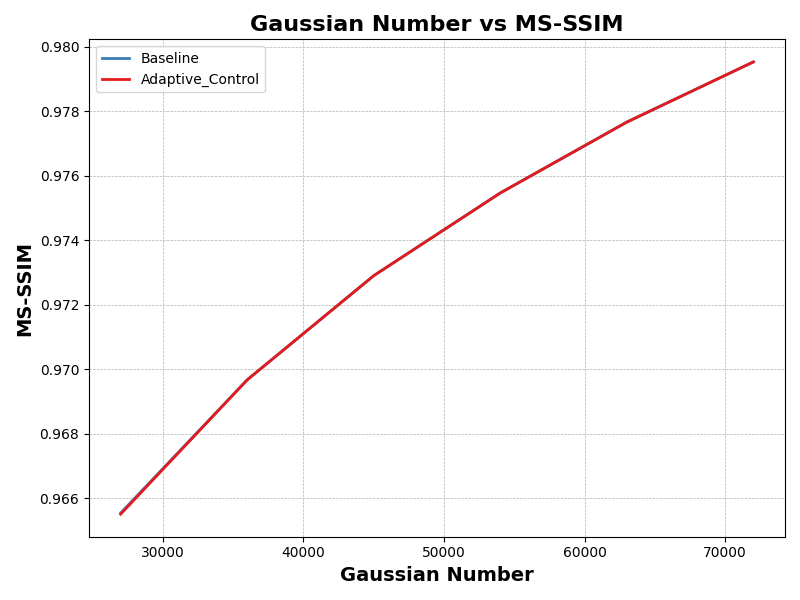 Gaussian Number vs MS-SSIM
Baseline
Adaptive_Control
MS-SSIM
0.980
0.978
0.976
0.974
0.972
0.970
0.968
0.966
30000
40000
50000
60000
70000
Gaussian Number